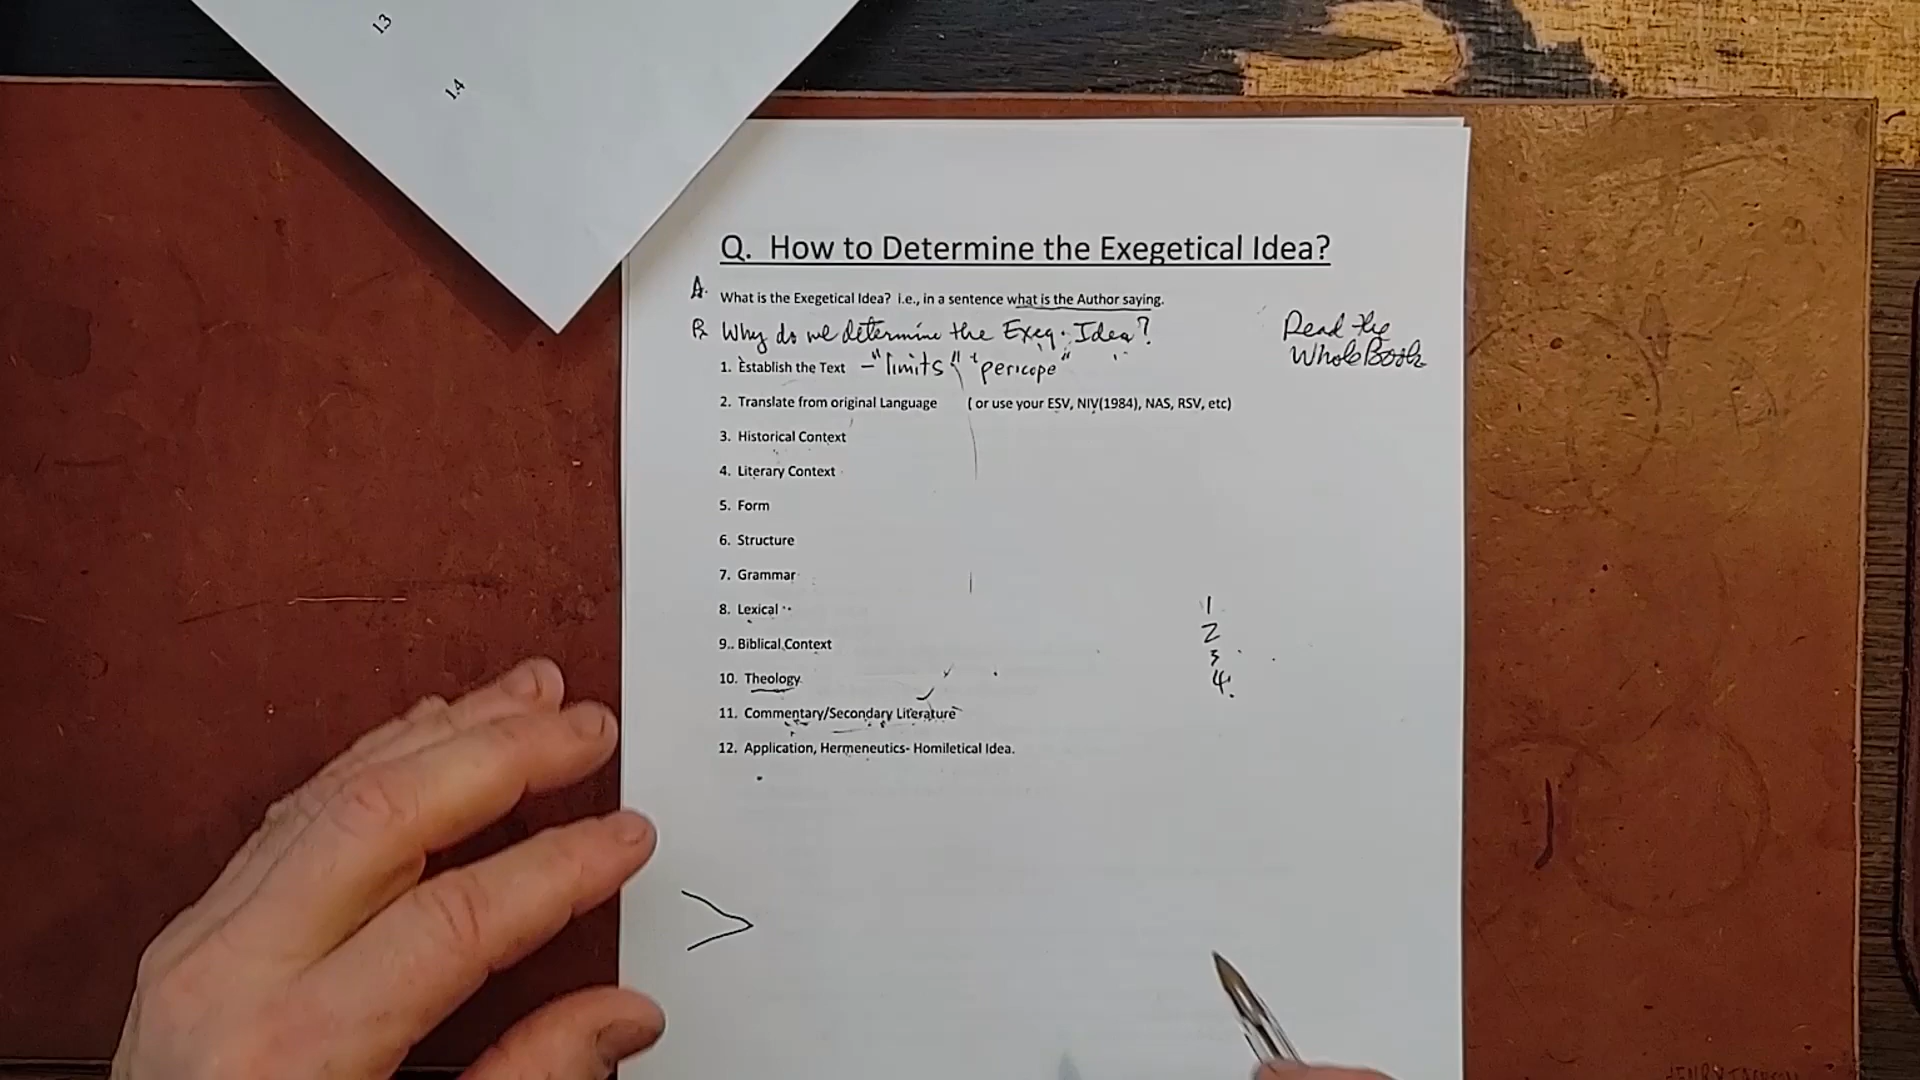 1.3
1.4
Q. How to Determine the Exegetical Idea?
A. What is the Exegetical Idea? i.e., in a sentence what is the Author saying.
B. Why do we determine the Exeg. Idea?
Read the
Whole Book
1. Establish the Text - "limits" "pericope"
2. Translate from original Language ( or use your ESV, NIV(1984), NAS, RSV, etc)
3. Historical Context
4. Literary Context
5. Form
6. Structure
7. Grammar
8. Lexical
9.. Biblical Context
10. Theology
11. Commentary/Secondary Literature
12. Application, Hermeneutics- Homiletical Idea.
1
2
3
4.